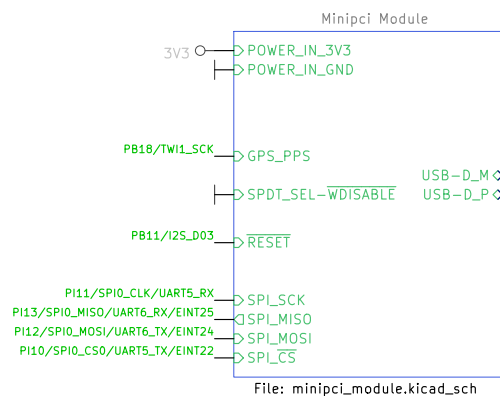 Minipci Module
3V3 POWER_IN_3V3
POWER_IN_GND
PB18/TWI1_SCK GPS_PPS
USB-D_M
SPDT_SEL-WDISABLE USB-D_P
PB11/I2S_DO3 RESET
PI11/SPI0_CLK/UART5_RX SPI_SCK
PI13/SPI0_MISO/UART6_RX/EINT25 SPI_MISO
PI12/SPI0_MOSI/UART6_TX/EINT24 SPI_MOSI
PI10/SPI0_CS0/UART5_TX/EINT22 SPI_CS
File: minipci_module.kicad_sch